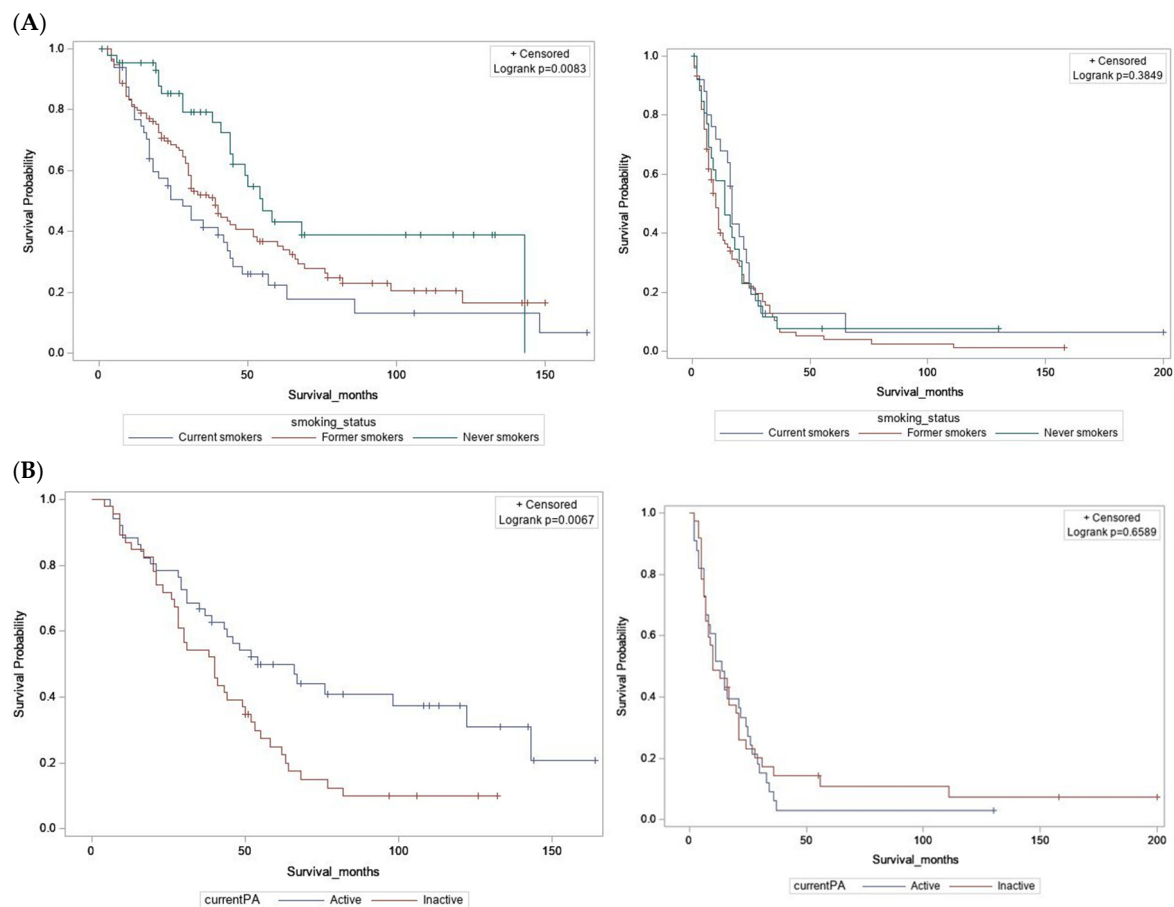 (A)
+ Censored
Logrank p=0.0083
1.0
0.8
0.6
0.4
0.2
0.0
Survival Probability
0 50 100 150
Survival_months
smoking_status
Current smokers Former smokers Never smokers
+ Censored
Logrank p=0.3849
1.0
0.8
0.6
0.4
0.2
0.0
Survival Probability
0 50 100 150 200
Survival_months
smoking_status
Current smokers Former smokers Never smokers
(B)
+ Censored
Logrank p=0.0067
1.0
0.8
0.6
0.4
0.2
0.0
Survival Probability
0 50 100 150
Survival_months
currentPA Active Inactive
+ Censored
Logrank p=0.6589
1.0
0.8
0.6
0.4
0.2
0.0
Survival Probability
0 50 100 150 200
Survival_months
currentPA Active Inactive